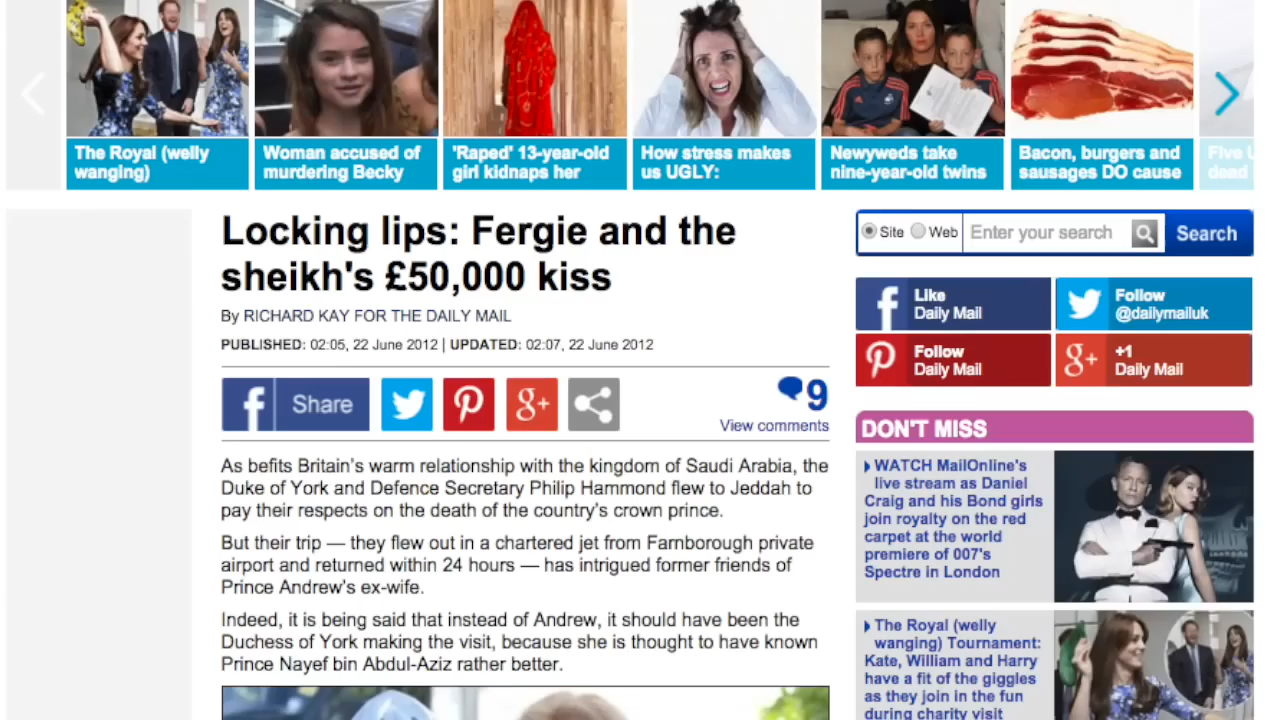 The Royal (welly
wanging)
Woman accused of
murdering Becky
'Raped' 13-year-old
girl kidnaps her
How stress makes
us UGLY:
Newyweds take
nine-year-old twins
Bacon, burgers and
sausages DO cause
Five
dead
Locking lips: Fergie and the
sheikh's £50,000 kiss
By RICHARD KAY FOR THE DAILY MAIL
PUBLISHED: 02:05, 22 June 2012 | UPDATED: 02:07, 22 June 2012
Share
9
View comments
As befits Britain's warm relationship with the kingdom of Saudi Arabia, the
Duke of York and Defence Secretary Philip Hammond flew to Jeddah to
pay their respects on the death of the country's crown prince.
But their trip — they flew out in a chartered jet from Farnborough private
airport and returned within 24 hours — has intrigued former friends of
Prince Andrew's ex-wife.
Indeed, it is being said that instead of Andrew, it should have been the
Duchess of York making the visit, because she is thought to have known
Prince Nayef bin Abdul-Aziz rather better.
Site Web Enter your search Search
Like
Daily Mail
Follow
@dailymailuk
Follow
Daily Mail
+1
Daily Mail
DON'T MISS
WATCH MailOnline's
live stream as Daniel
Craig and his Bond girls
join royalty on the red
carpet at the world
premiere of 007's
Spectre in London
The Royal (welly
wanging) Tournament:
Kate, William and Harry
have a fit of the giggles
as they join in the fun
during charity visit